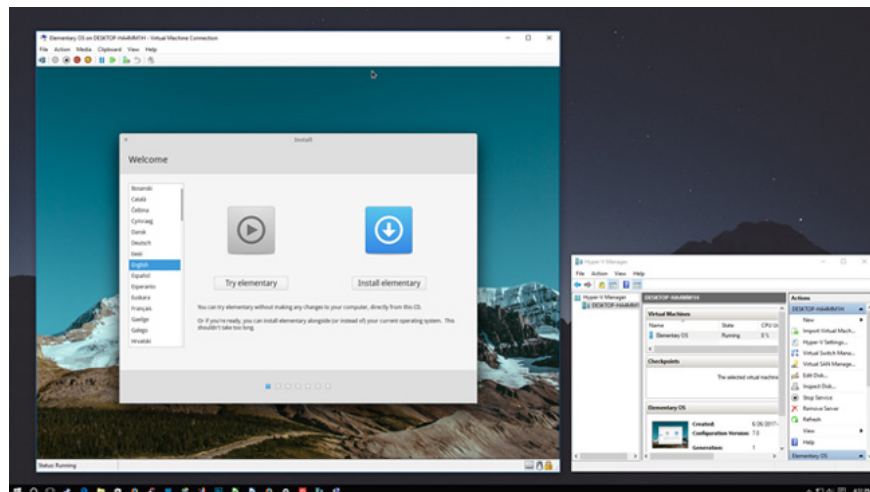 Elementary OS on DESKTOP-HA4MM1H - Virtual Machine Connection
File Action Media Clipboard View Help
Install
Welcome
Bosanski
Català
Čeština
Cymraeg
Dansk
Deutsch
Eesti
English
Español
Esperanto
Euskara
Français
Gaeilge
Galego
Hrvatski
Try elementary
Install elementary
You can try elementary without making any changes to your computer, directly from this CD.
Or if you're ready, you can install elementary alongside (or instead of) your current operating system. This
shouldn't take too long.
Status: Running
Hyper-V Manager
File Action View Help
Hyper-V Manager
Virtual Machines
Name State
Elementary OS Running
Checkpoints
The selected virtual machine
Elementary OS
Created:
Configuration Version: 7.0
Generation: 1
Actions
New
Import Virtual Mach...
Hyper-V Settings...
Virtual Switch Mana...
Virtual SAN Manage...
Edit Disk...
Inspect Disk...
Stop Service
Remove Server
Refresh
View
Help
Elementary OS